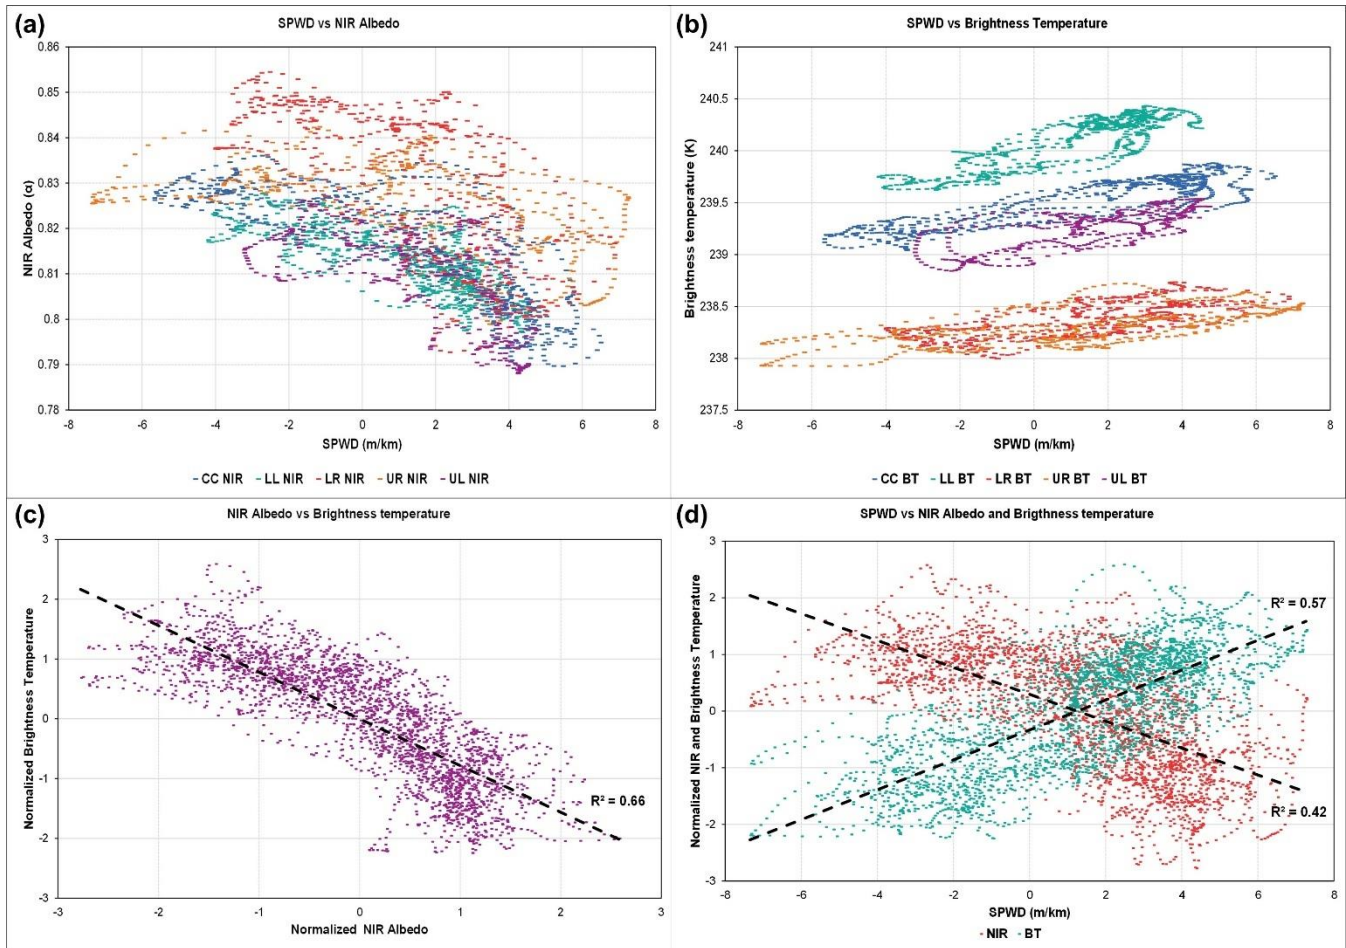 (a)
SPWD vs NIR Albedo
0.86
0.85
0.84
0.83
0.82
0.81
0.8
0.79
0.78
NIR Albedo (α)
-8 -6 -4 -2 0 2 4 6 8
SPWD (m/km)
CC NIR LL NIR LR NIR UR NIR UL NIR
(b)
SPWD vs Brightness Temperature
241
240.5
240
239.5
239
238.5
238
237.5
Brightness temperature (K)
-8 -6 -4 -2 0 2 4 6 8
SPWD (m/km)
CC BT LL BT LR BT UR BT UL BT
(c)
NIR Albedo vs Brightness temperature
3
2
1
0
-1
-2
-3
Normalized Brightness Temperature
R² = 0.66
-3 -2 -1 0 1 2 3
Normalized NIR Albedo
(d)
SPWD vs NIR Albedo and Brigthness temperature
3
2
1
0
-1
-2
-3
Normalized NIR and Brightness Temperature
R² = 0.57
R² = 0.42
-8 -6 -4 -2 0 2 4 6 8
SPWD (m/km)
NIR BT